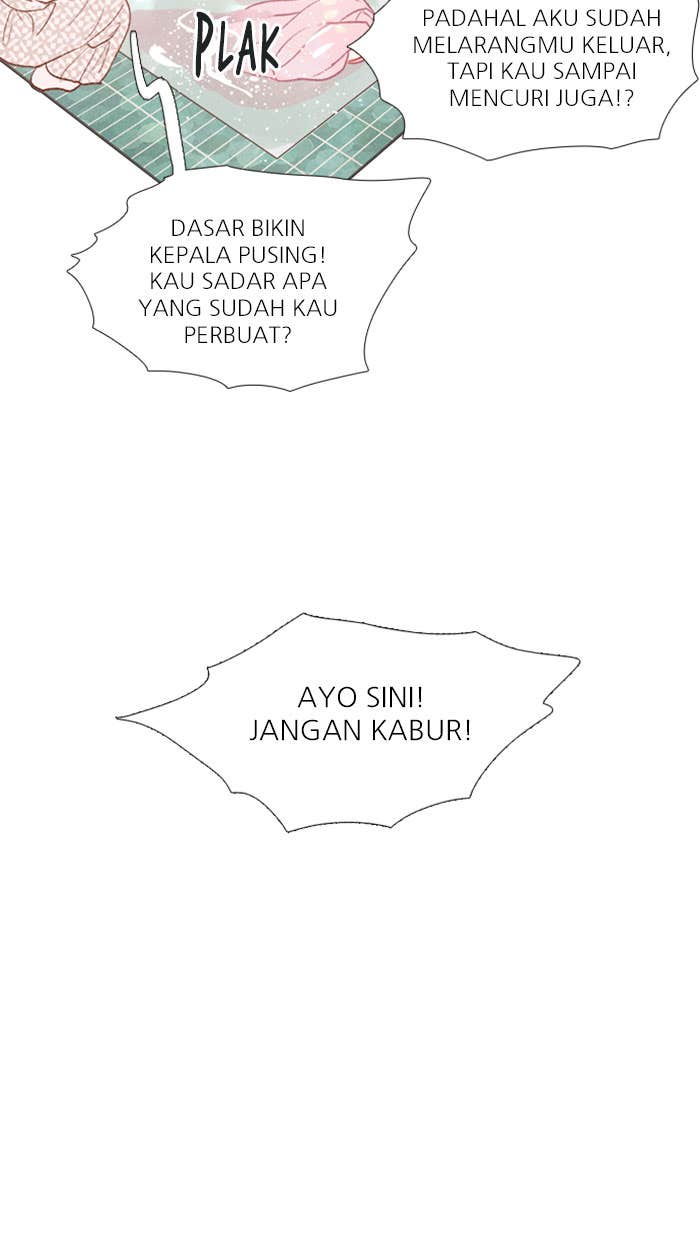 PLAK
PADAHAL AKU SUDAH
MELARANGMU KELUAR,
TAPI KAU SAMPAI
MENCURI JUGA!?
DASAR BIKIN
KEPALA PUSING!
KAU SADAR APA
YANG SUDAH KAU
PERBUAT?
AYO SINI!
JANGAN KABUR!